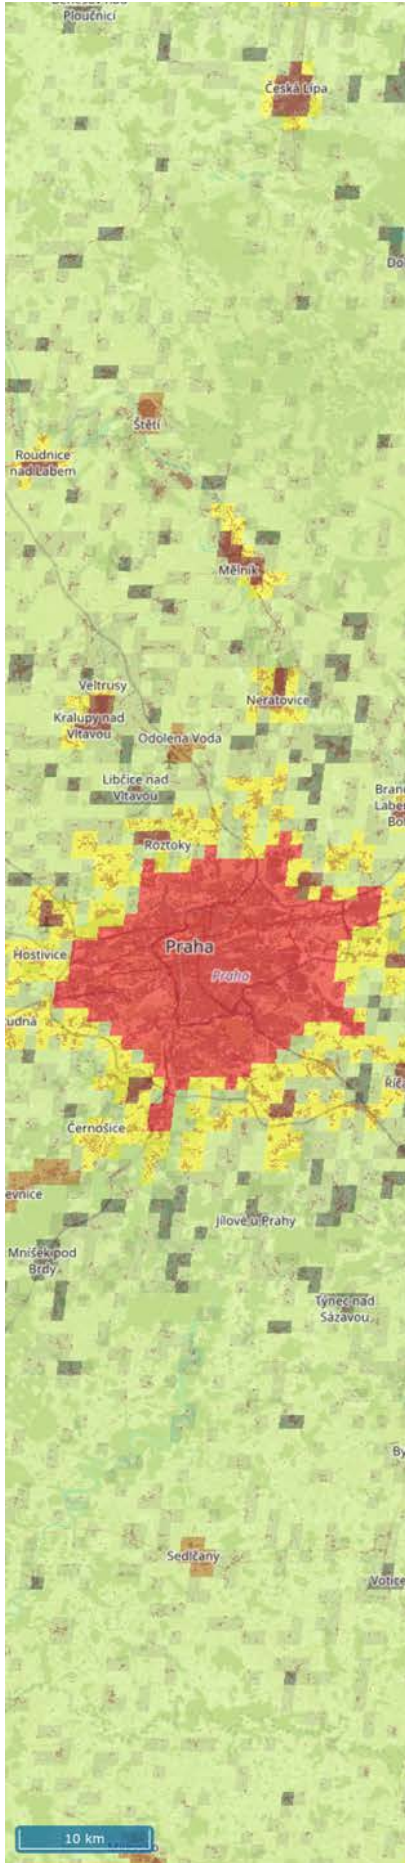 Ploučnicí
Česká Lípa
Štětí
Roudnice
nad Labem
Mělník
Veltrusy
Neratovice
Kralupy nad
Vltavou
Odolena Voda
Libčice nad
Vltavou
Roztoky
Praha
Hostivice
Praha
Černošice
Jílové u Prahy
Mníšek pod
Brdy
Týnec nad
Sázavou
Sedlčany
10 km